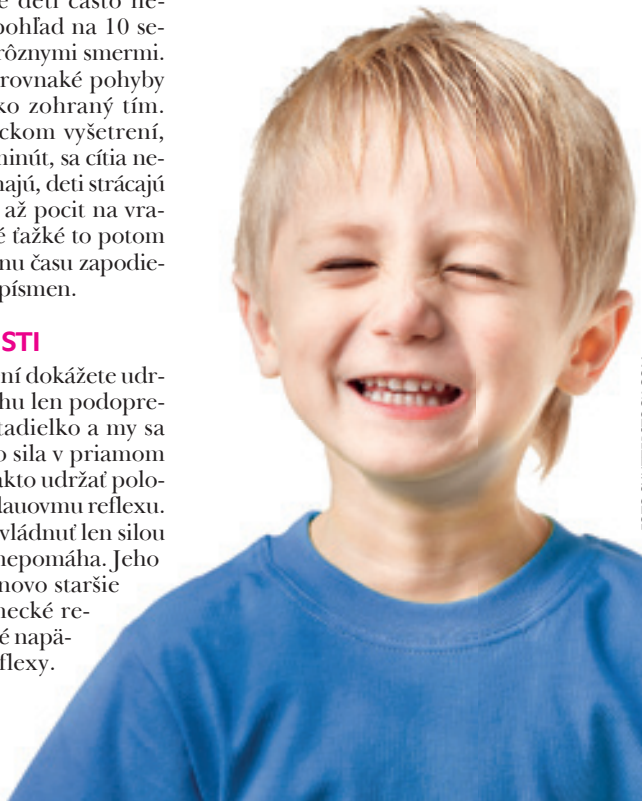 e deti často ne-
pohľad na 10 se-
rôznymi smermi.
rovnaké pohyby
ko zohraný tím.
ckom vyšetrení,
minút, sa cítia ne-
najú, deti strácajú
až pocit na vra-
é ťažké to potom
nu času zapodie-
písmen.
STI
ní dokážete udr-
hu len podopre-
tadielko a my sa
o sila v priamom
akto udržať polo-
dauovmu reflexu.
vládnuť len silou
nepomáha. Jeho
novo staršie
necké re-
é napä-
flexy.